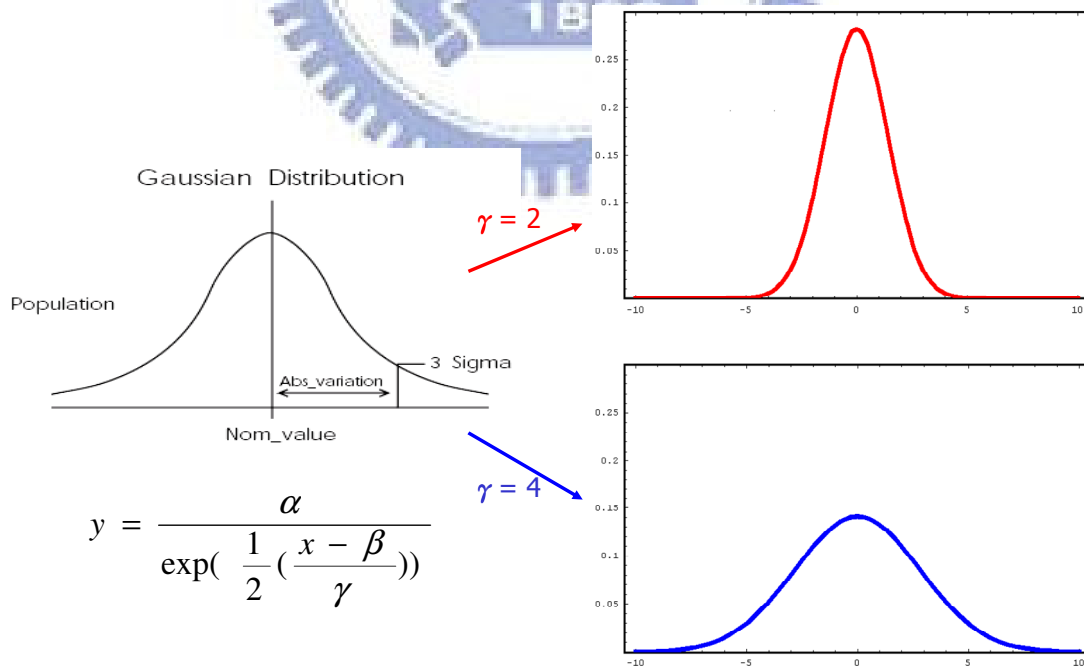 18
Gaussian Distribution
Population
3 Sigma
Abs_variation
Nom_value
y = α / exp( 1/2 ( x − β / γ ))
γ = 2
γ = 4
0.25
0.2
0.15
0.1
0.05
-10 -5 0 5 10
0.25
0.2
0.15
0.1
0.05
-10 -5 0 5 10